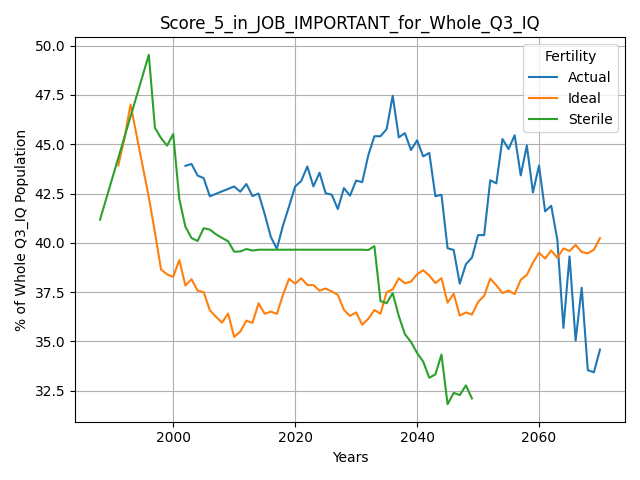 Score_5_in_JOB_IMPORTANT_for_Whole_Q3_IQ
% of Whole Q3_IQ Population
50.0
47.5
45.0
42.5
40.0
37.5
35.0
32.5
Fertility
Actual
Ideal
Sterile
2000
2020
2040
2060
Years